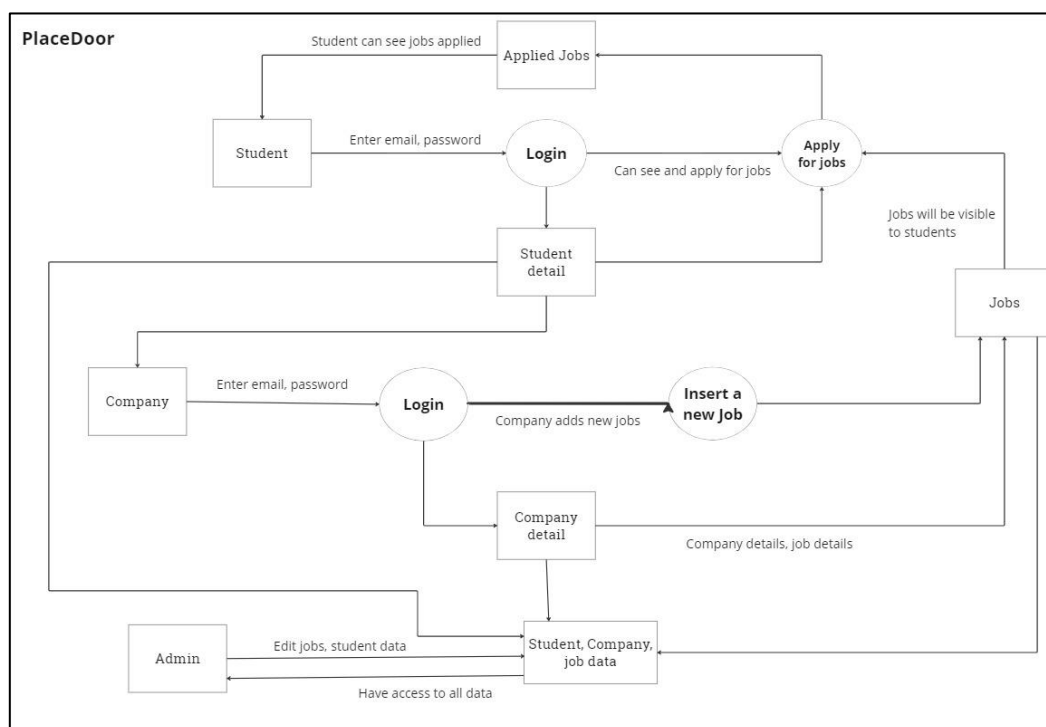 PlaceDoor
Student can see jobs applied
Applied Jobs
Student
Enter email, password
Login
Can see and apply for jobs
Apply
for jobs
Jobs will be visible
to students
Student
detail
Jobs
Company
Enter email, password
Login
Company adds new jobs
Insert a
new Job
Company
detail
Company details, job details
Admin
Edit jobs, student data
Have access to all data
Student, Company,
job data